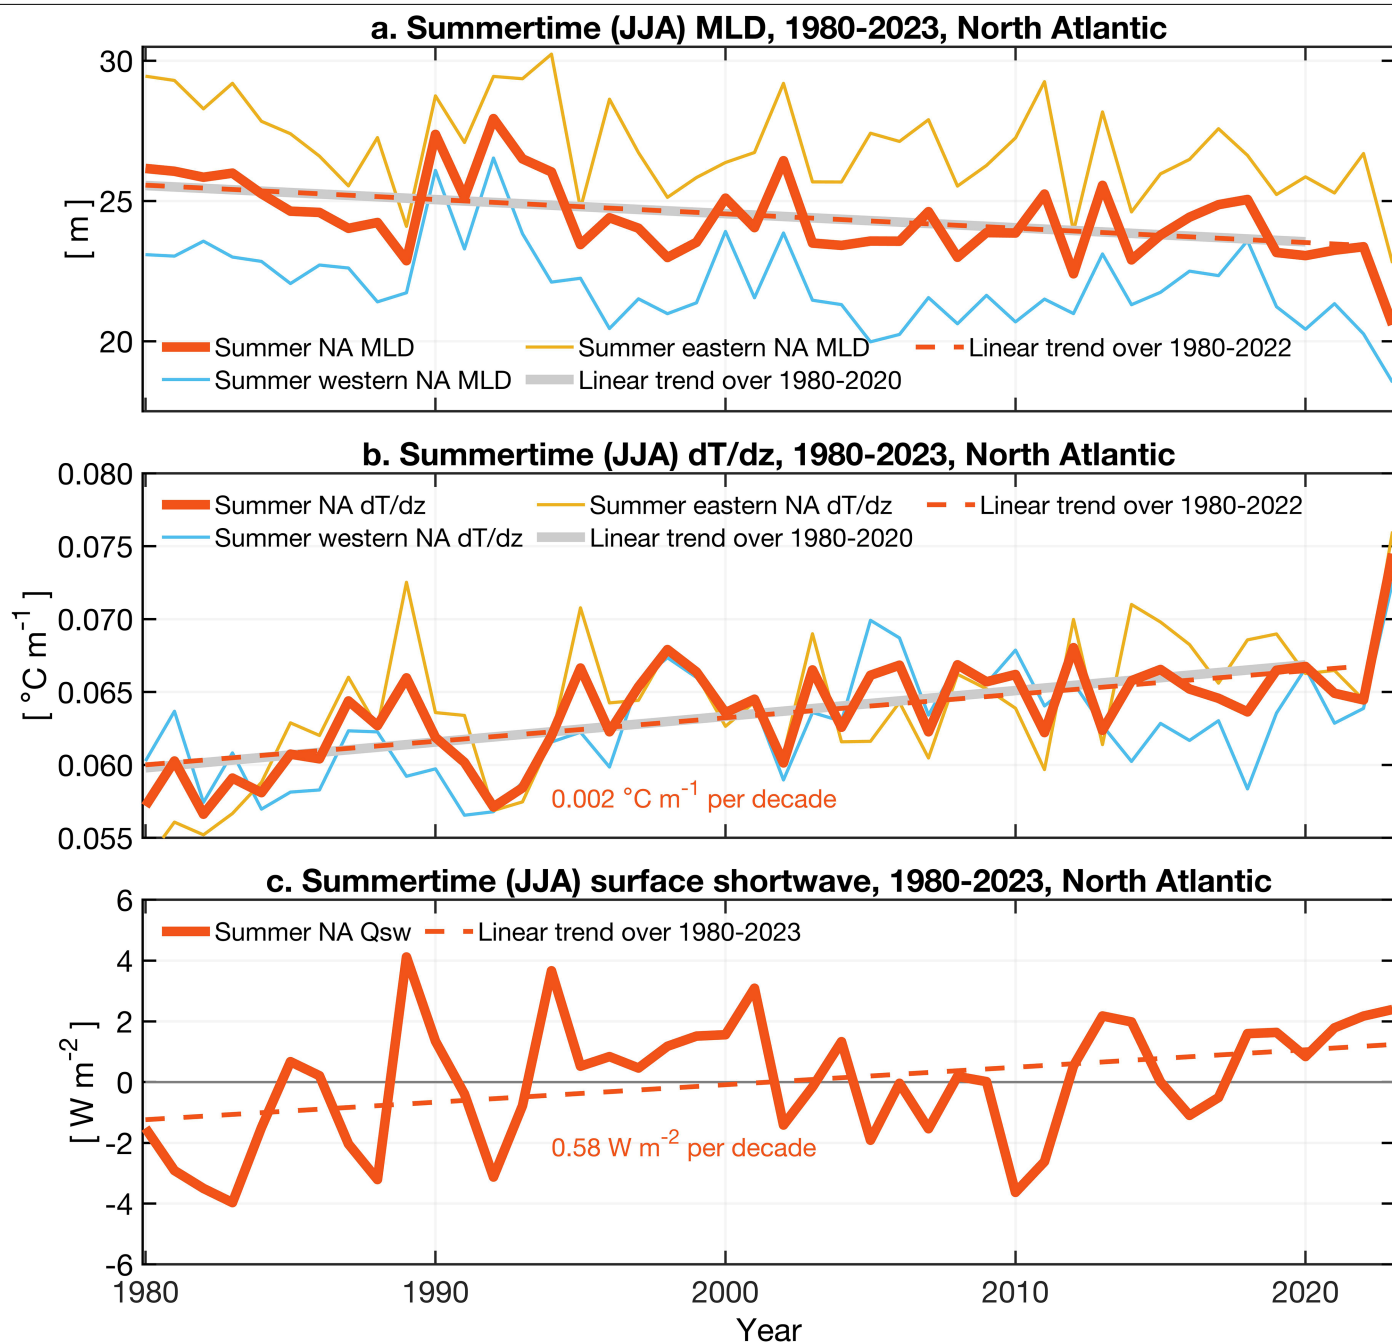 a. Summertime (JJA) MLD, 1980-2023, North Atlantic
30
25
20
[ m ]
Summer NA MLD
Summer eastern NA MLD
Linear trend over 1980-2022
Summer western NA MLD
Linear trend over 1980-2020
b. Summertime (JJA) dT/dz, 1980-2023, North Atlantic
0.080
0.075
0.070
0.065
0.060
0.055
[ °C m⁻¹ ]
Summer NA dT/dz
Summer eastern NA dT/dz
Linear trend over 1980-2022
Summer western NA dT/dz
Linear trend over 1980-2020
0.002 °C m⁻¹ per decade
c. Summertime (JJA) surface shortwave, 1980-2023, North Atlantic
6
4
2
0
-2
-4
-6
[ W m⁻² ]
Summer NA Qsw
Linear trend over 1980-2023
0.58 W m⁻² per decade
1980 1990 2000 2010 2020
Year